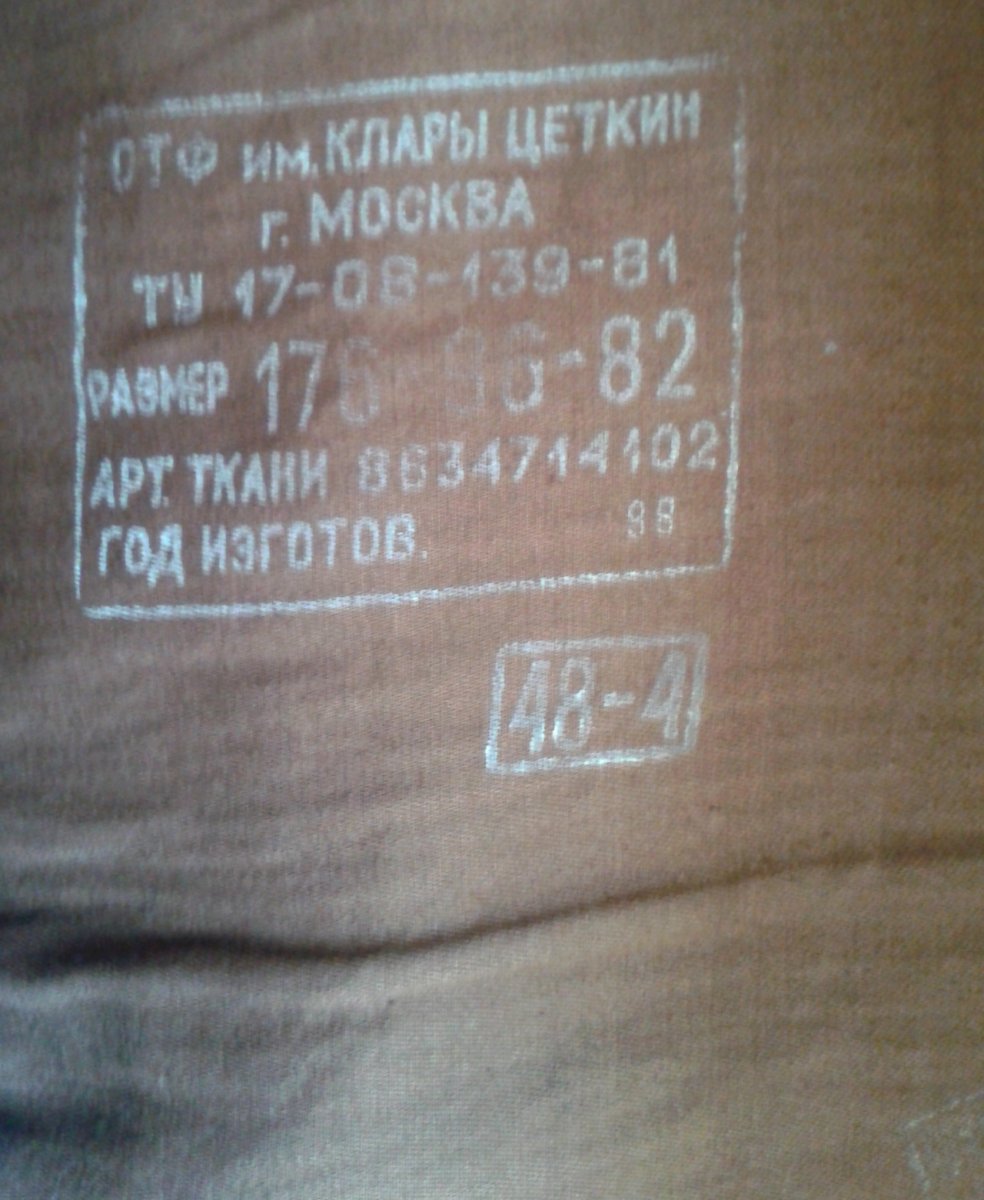 ОТФ им. КЛАРЫ ЦЕТКИН
г. МОСКВА
ТУ 17-08-139-81
РАЗМЕР 176-96-82
АРТ. ТКАНИ 8634714102
ГОД ИЗГОТОВ. 88
48-4